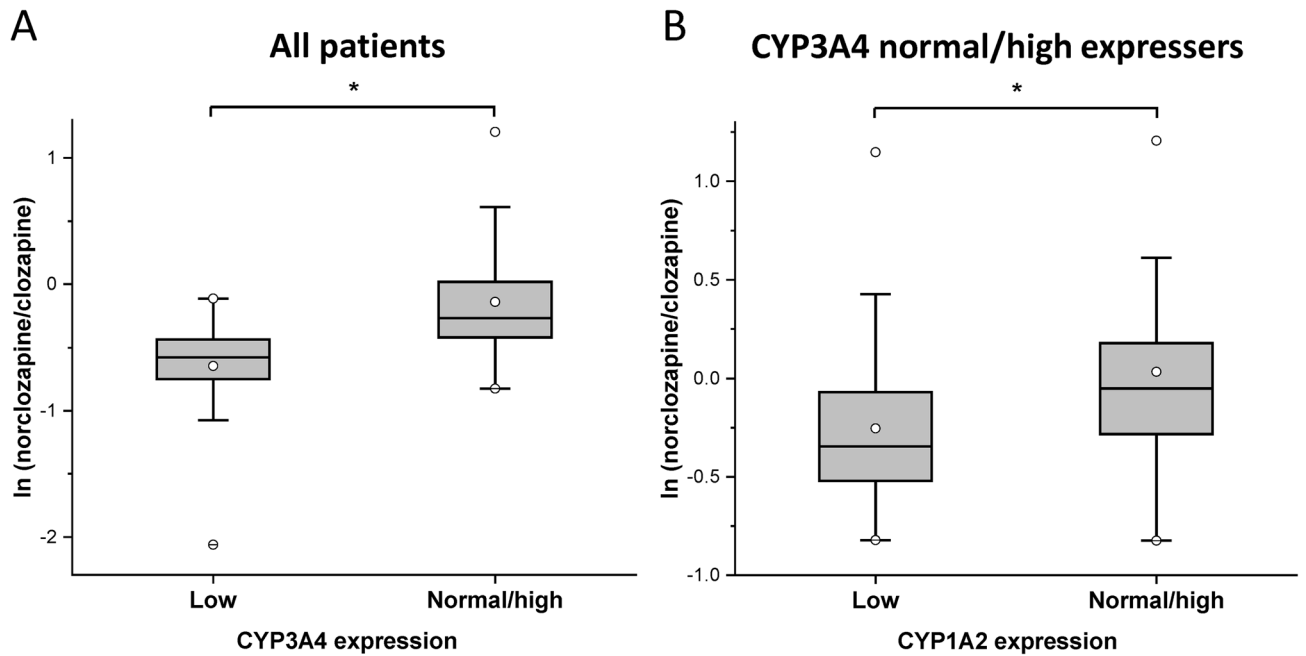 A
All patients
*
ln (norclozapine/clozapine)
1
0
-1
-2
Low
Normal/high
CYP3A4 expression
B
CYP3A4 normal/high expressers
*
ln (norclozapine/clozapine)
1.0
0.5
0.0
-0.5
-1.0
Low
Normal/high
CYP1A2 expression